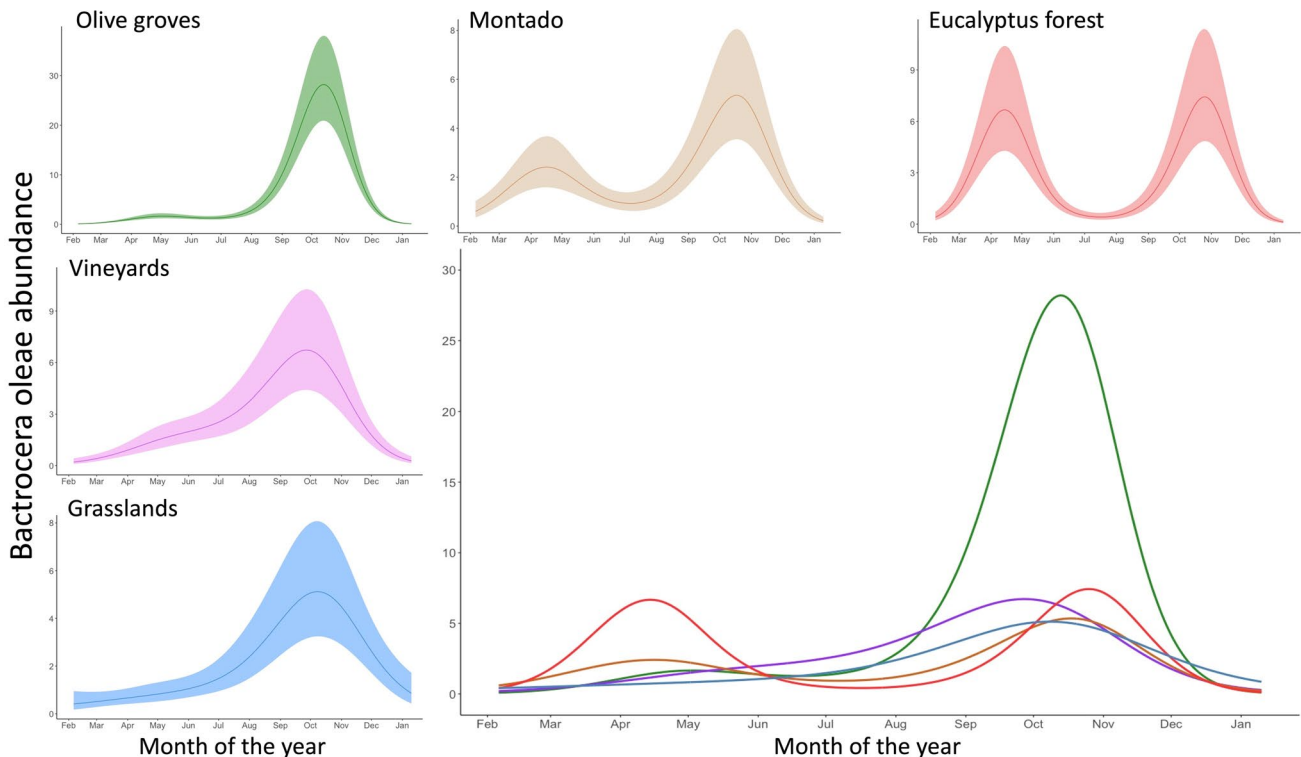 Olive groves
Montado
Eucalyptus forest
Bactrocera oleae abundance
30
20
10
0
Feb Mar Apr May Jun Jul Aug Sep Oct Nov Dec Jan
8
6
4
2
0
Feb Mar Apr May Jun Jul Aug Sep Oct Nov Dec Jan
9
6
3
0
Feb Mar Apr May Jun Jul Aug Sep Oct Nov Dec Jan
Vineyards
9
6
3
0
Feb Mar Apr May Jun Jul Aug Sep Oct Nov Dec Jan
Grasslands
8
6
4
2
0
Feb Mar Apr May Jun Jul Aug Sep Oct Nov Dec Jan
Month of the year
30
25
20
15
10
5
0
Feb Mar Apr May Jun Jul Aug Sep Oct Nov Dec Jan
Month of the year